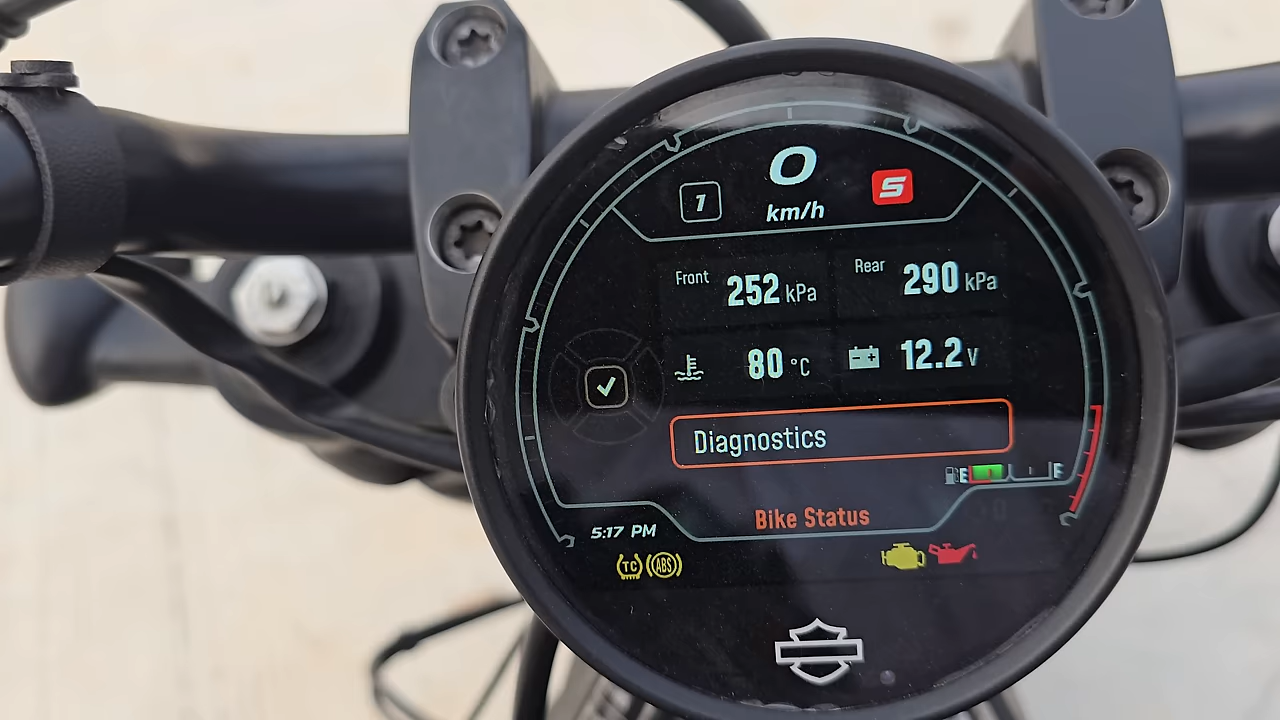 0
1
S
km/h
Front 252 kPa
Rear 290 kPa
80 °C
12.2 V
Diagnostics
E F
Bike Status
5:17 PM
TC ABS